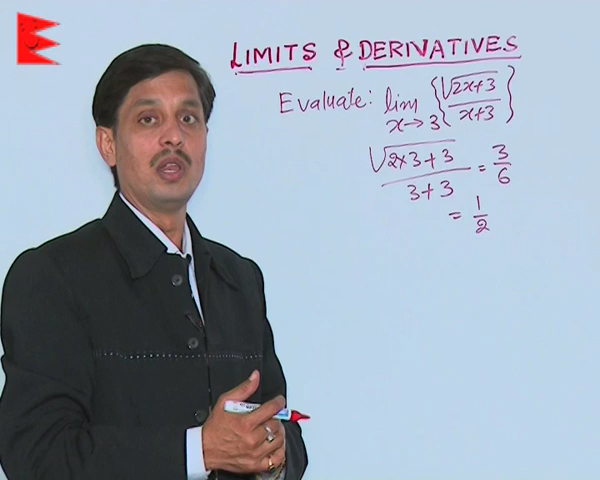 LIMITS & DERIVATIVES
Evaluate: lim x→3 {√(2x+3) / (x+3)}
√(2×3+3) / (3+3) = 3/6
= 1/2